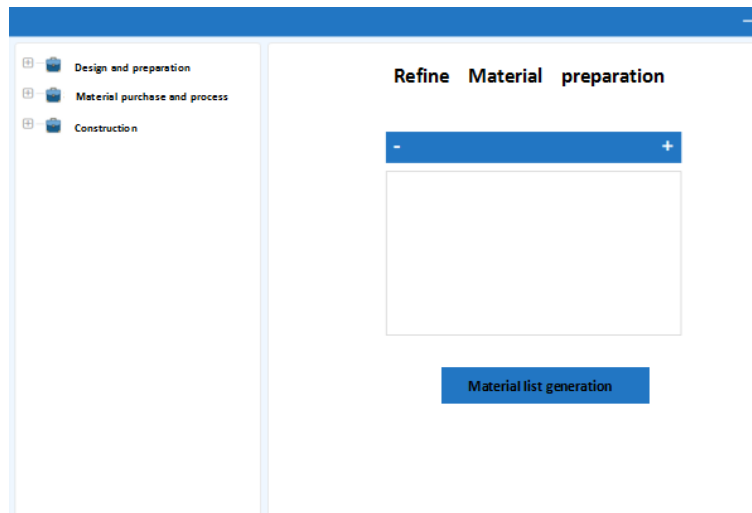 Design and preparation
Material purchase and process
Construction
Refine Material preparation
- +
Material list generation